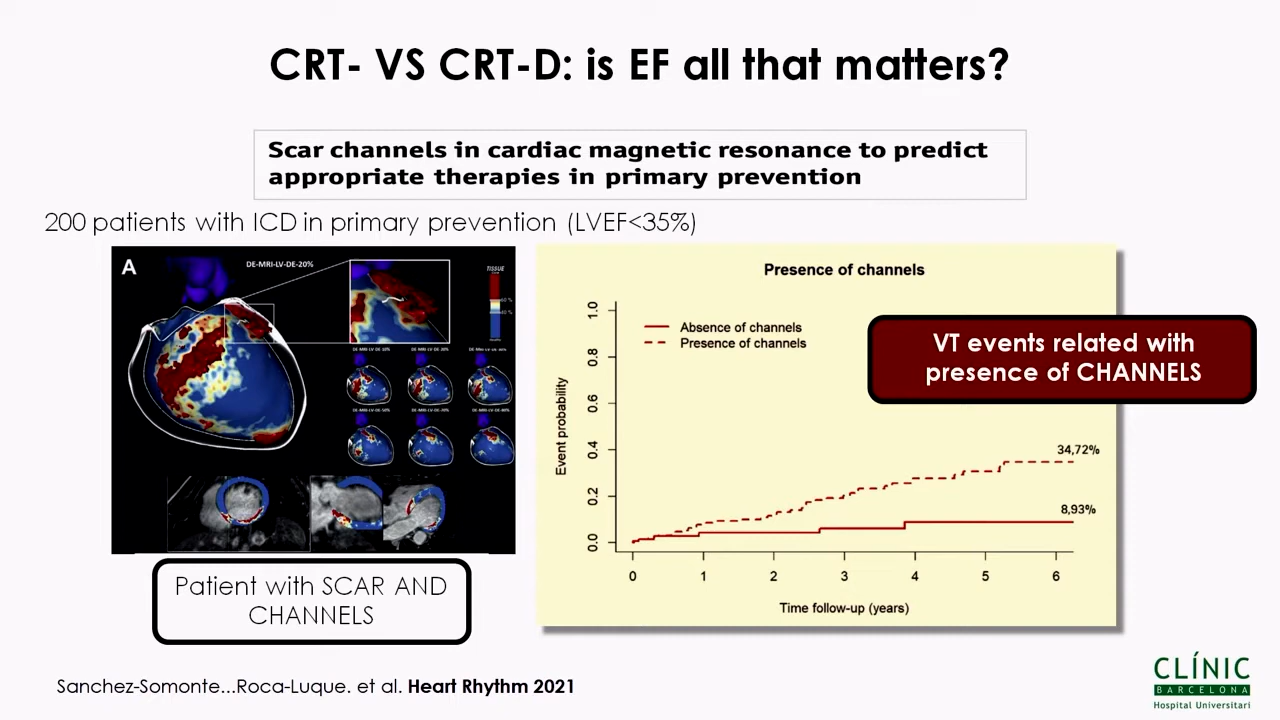 CRT- VS CRT-D: is EF all that matters?
Scar channels in cardiac magnetic resonance to predict
appropriate therapies in primary prevention
200 patients with ICD in primary prevention (LVEF<35%)
A
DE-MRI-LV-DE-20%
TISSUE
Presence of channels
Absence of channels
Presence of channels
VT events related with
presence of CHANNELS
Event probability
1.0
0.8
0.6
0.4
0.2
0.0
34,72%
8,93%
0 1 2 3 4 5 6
Time follow-up (years)
Patient with SCAR AND
CHANNELS
Sanchez-Somonte...Roca-Luque. et al. Heart Rhythm 2021
CLÍNIC
BARCELONA
Hospital Universitari